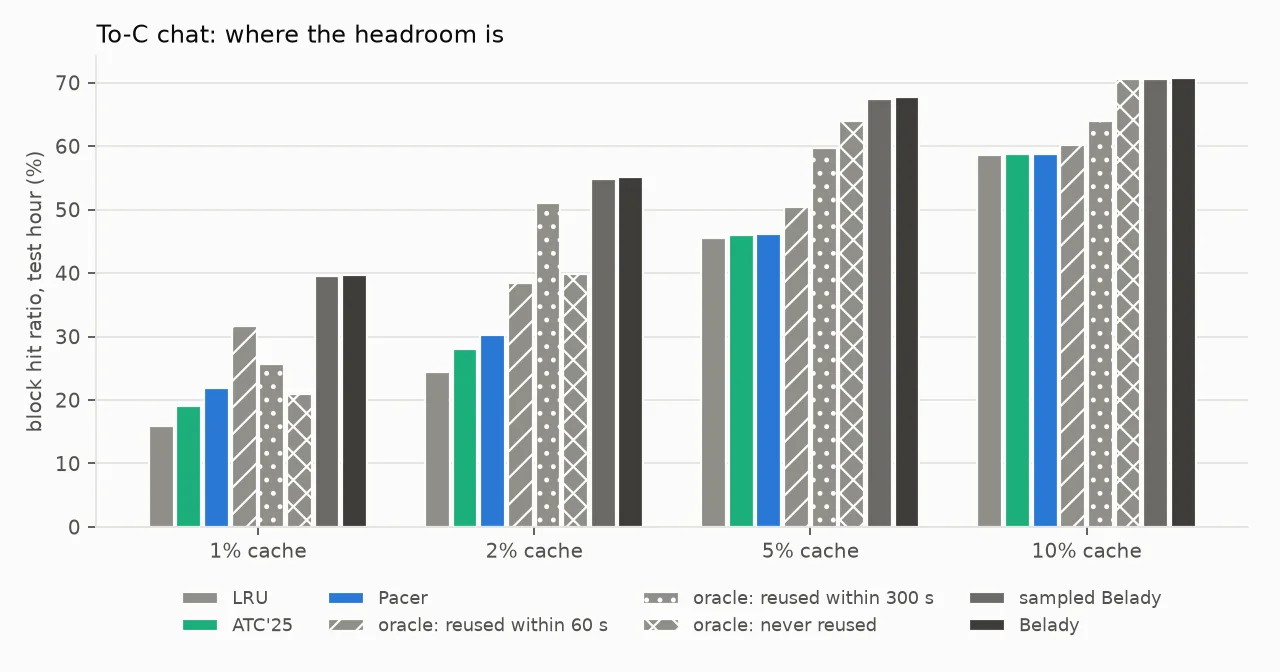 To-C chat: where the headroom is
block hit ratio, test hour (%)
70
60
50
40
30
20
10
0
1% cache
2% cache
5% cache
10% cache
LRU
Pacer
oracle: reused within 300 s
sampled Belady
ATC'25
oracle: reused within 60 s
oracle: never reused
Belady